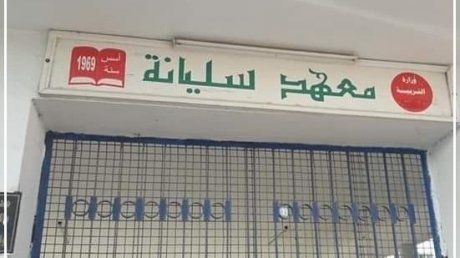 وزارة
التربية
معهد سليانة
أسس
سنة
1969